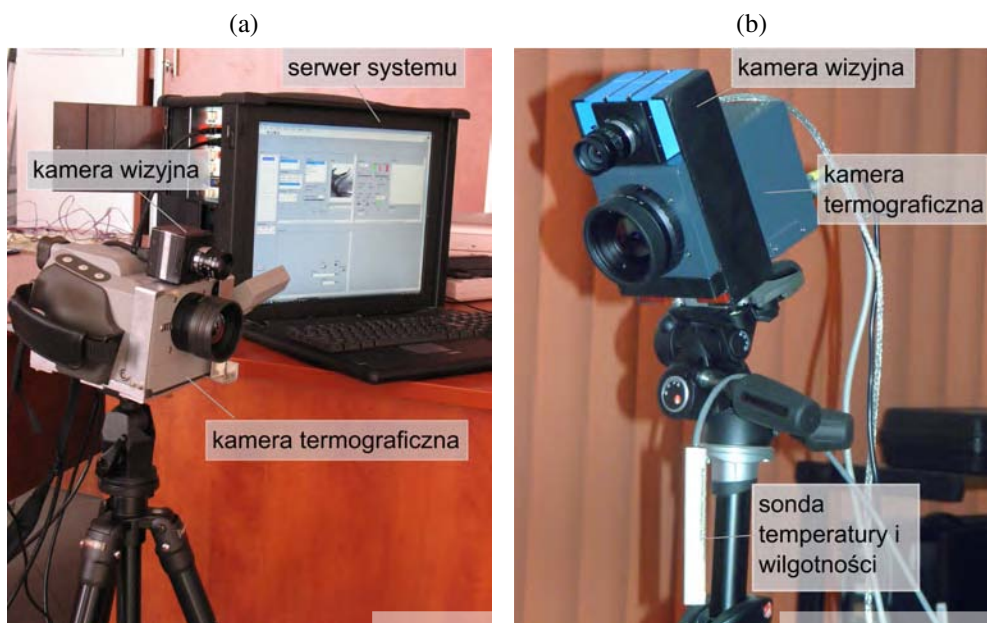 (a)
(b)
serwer systemu
kamera wizyjna
kamera termograficzna
kamera wizyjna
kamera
termograficzna
sonda
temperatury i
wilgotności